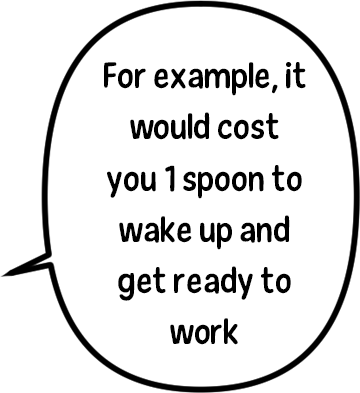 For example, it
would cost
you 1 spoon to
wake up and
get ready to
work